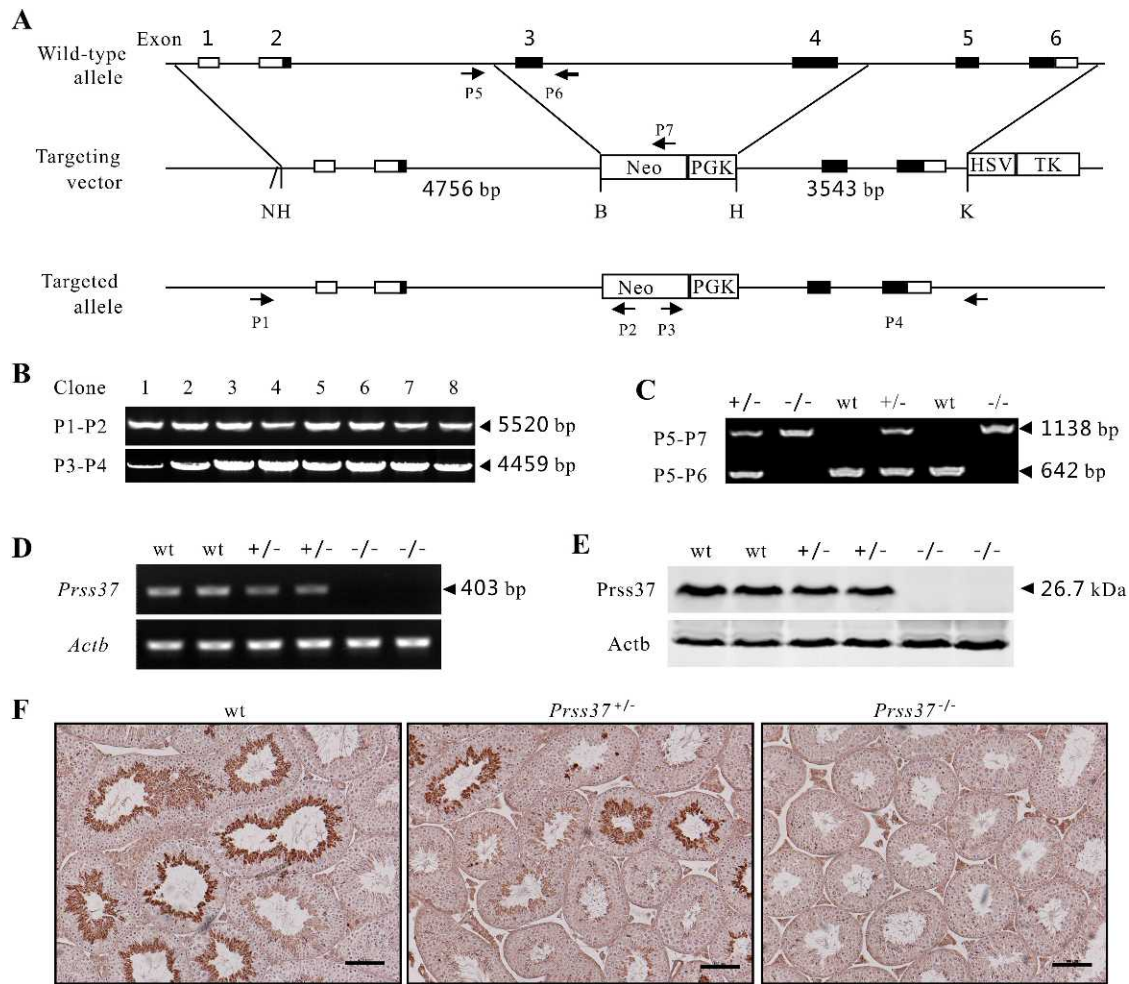 A
Exon 1 2 3 4 5 6
Wild-type
allele
P5 P6
P7
Targeting
vector
Neo PGK HSV TK
4756 bp 3543 bp
NH B H K
Targeted
allele
Neo PGK
P1 P2 P3 P4
B
Clone 1 2 3 4 5 6 7 8
P1-P2 5520 bp
P3-P4 4459 bp
C
+/- -/- wt +/- wt -/-
P5-P7 1138 bp
P5-P6 642 bp
D
wt wt +/- +/- -/- -/-
Prss37 403 bp
Actb
E
wt wt +/- +/- -/- -/-
Prss37 26.7 kDa
Actb
F
wt Prss37+/- Prss37-/-